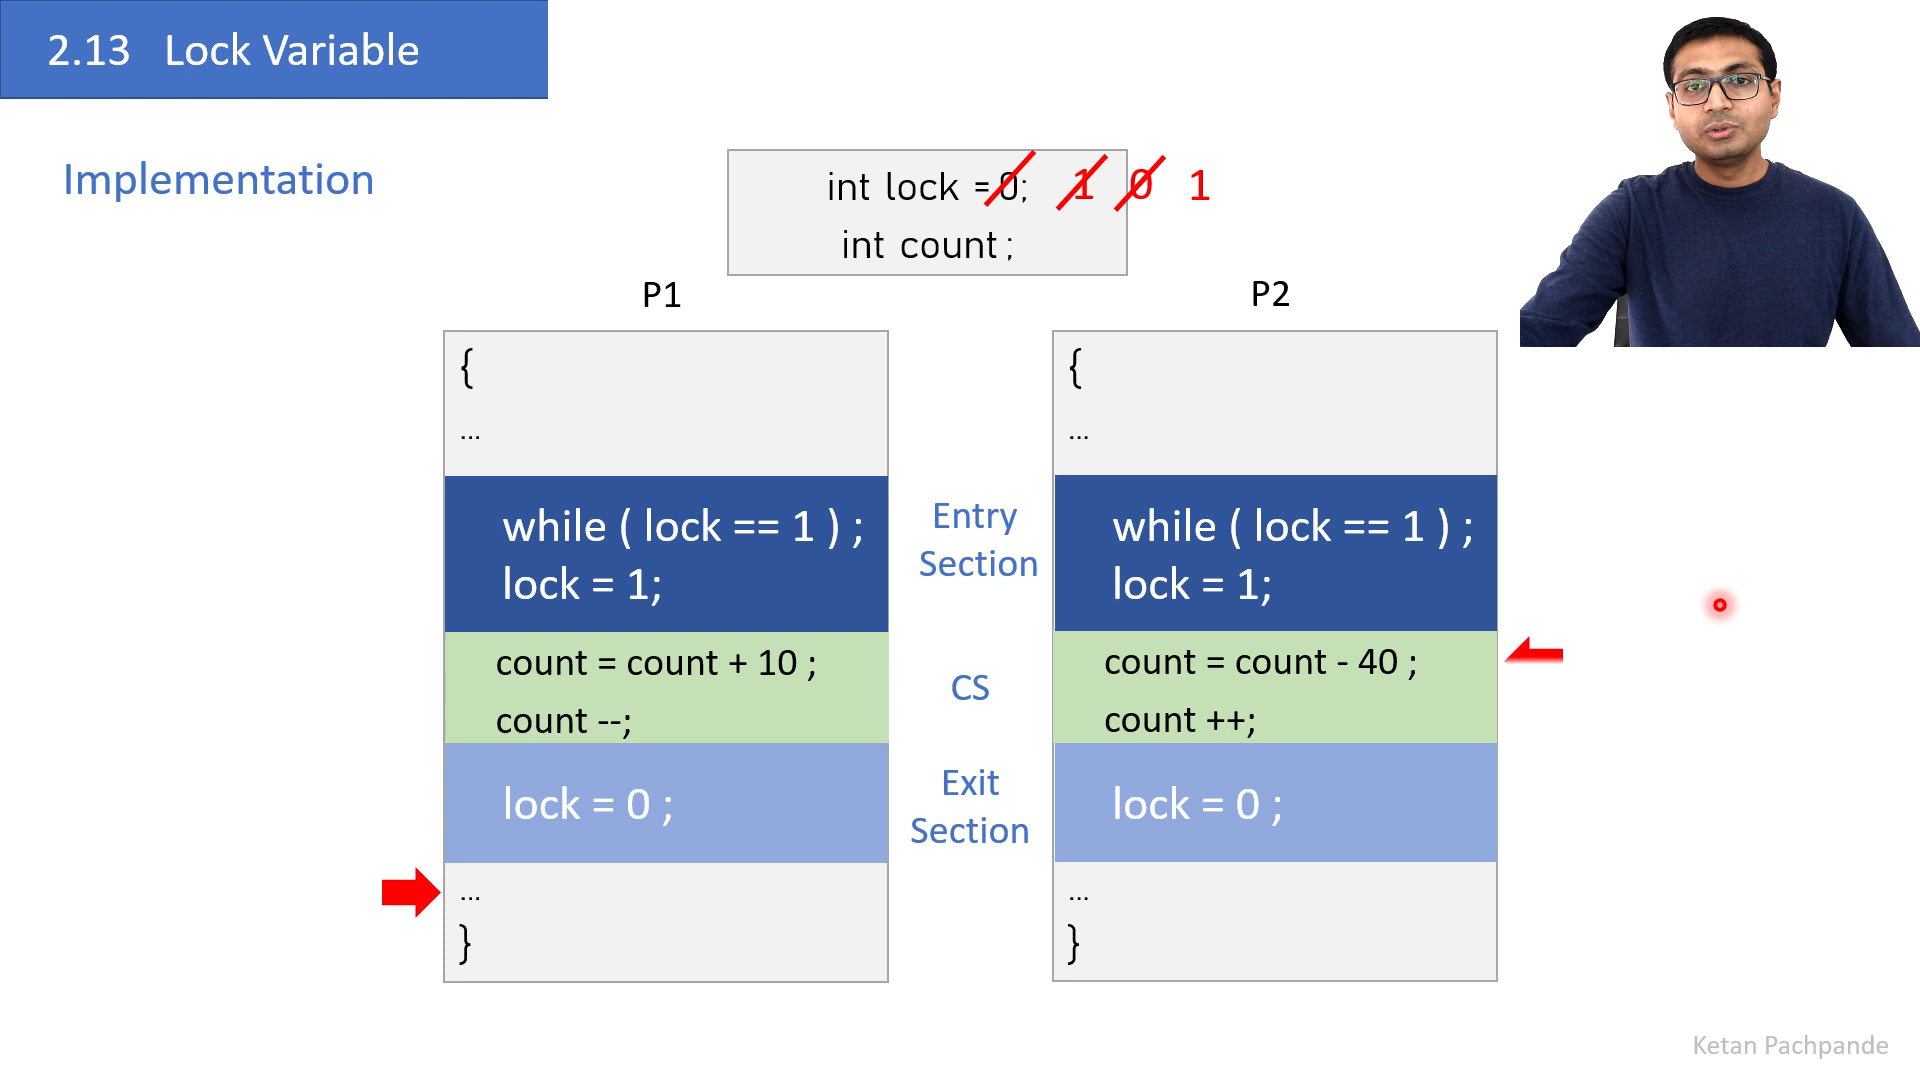 2.13 Lock Variable
Implementation
int lock = 0; 1 0 1
int count ;
P1
P2
{
...
while ( lock == 1 ) ;
lock = 1;
count = count + 10 ;
count --;
lock = 0 ;
...
}
Entry
Section
CS
Exit
Section
{
...
while ( lock == 1 ) ;
lock = 1;
count = count - 40 ;
count ++;
lock = 0 ;
...
}
Ketan Pachpande